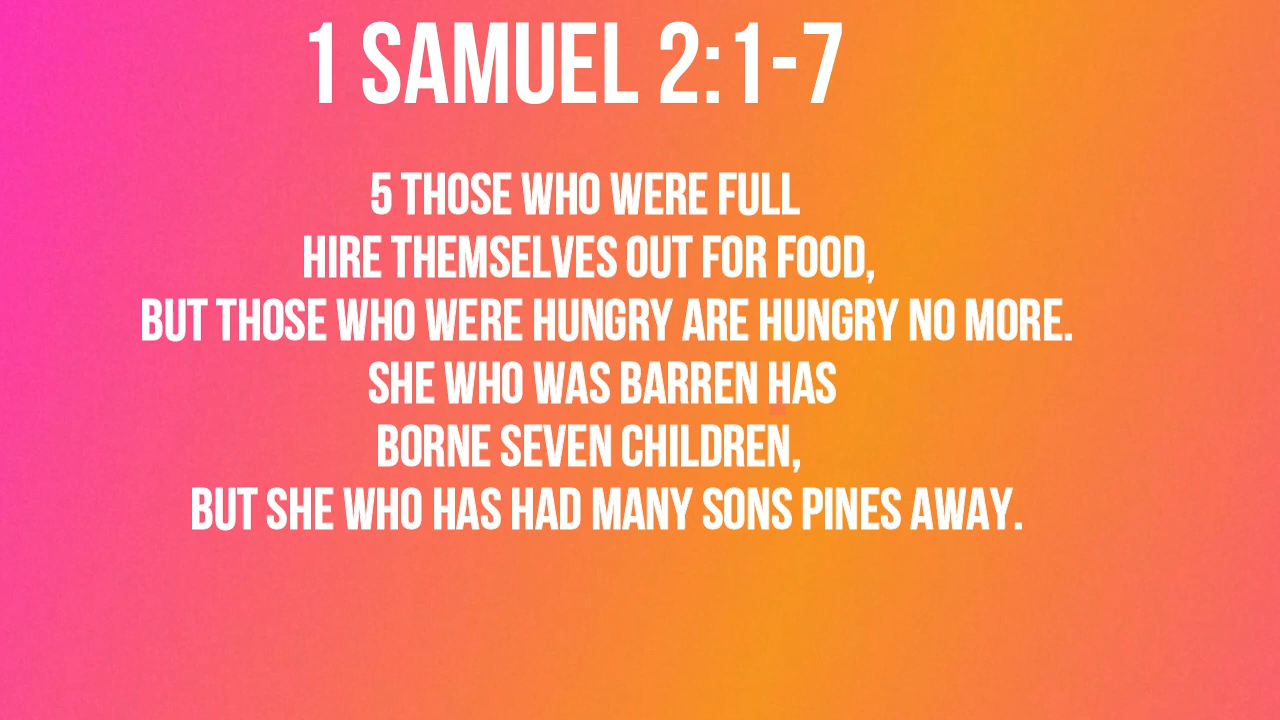 1 SAMUEL 2:1-7
5 THOSE WHO WERE FULL
HIRE THEMSELVES OUT FOR FOOD,
BUT THOSE WHO WERE HUNGRY ARE HUNGRY NO MORE.
SHE WHO WAS BARREN HAS
BORNE SEVEN CHILDREN,
BUT SHE WHO HAS HAD MANY SONS PINES AWAY.